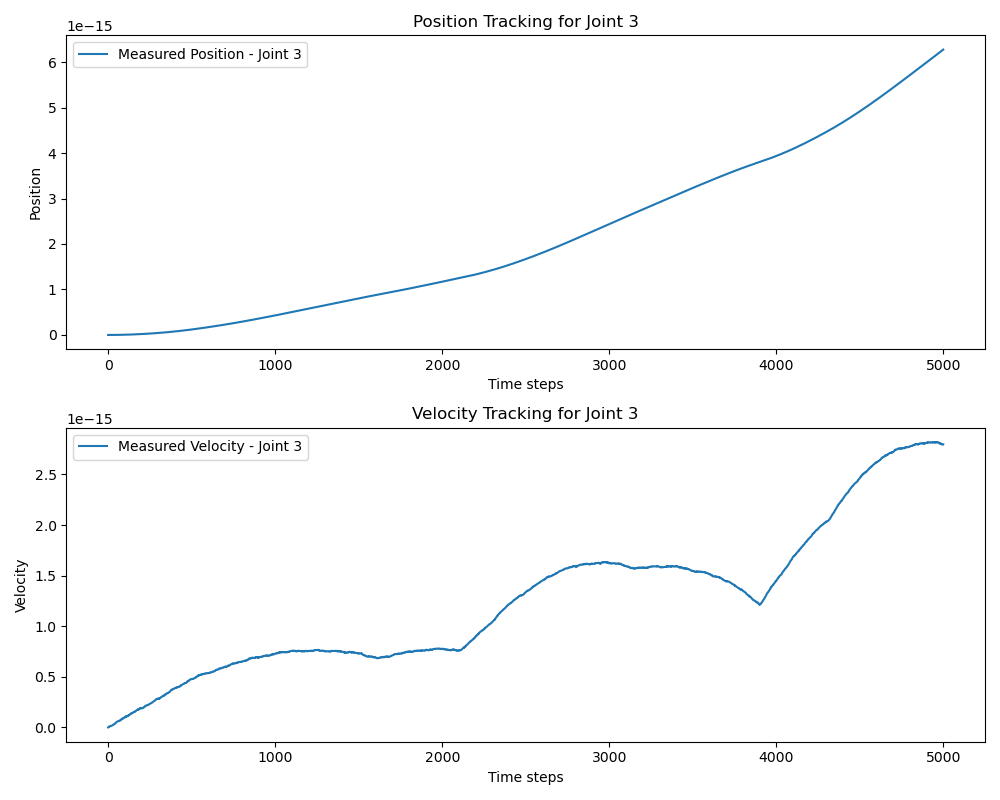 Position Tracking for Joint 3
1e−15
Measured Position - Joint 3
6
5
4
3
2
1
0
Position
0 1000 2000 3000 4000 5000
Time steps
Velocity Tracking for Joint 3
1e−15
Measured Velocity - Joint 3
2.5
2.0
1.5
1.0
0.5
0.0
Velocity
0 1000 2000 3000 4000 5000
Time steps